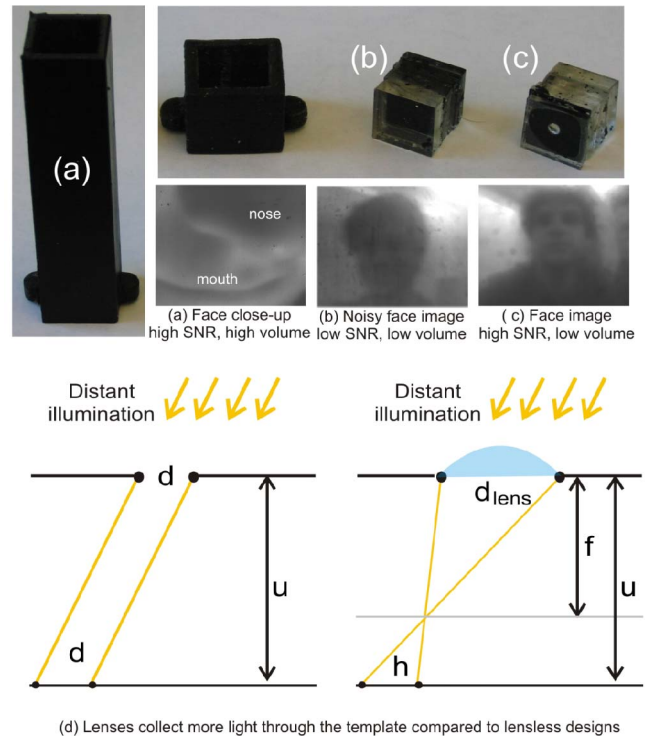 (a)
(b)
(c)
nose
mouth
(a) Face close-up
high SNR, high volume
(b) Noisy face image
low SNR, low volume
( c) Face image
high SNR, low volume
Distant
illumination
d
u
d
Distant
illumination
d lens
f
u
h
(d) Lenses collect more light through the template compared to lensless designs